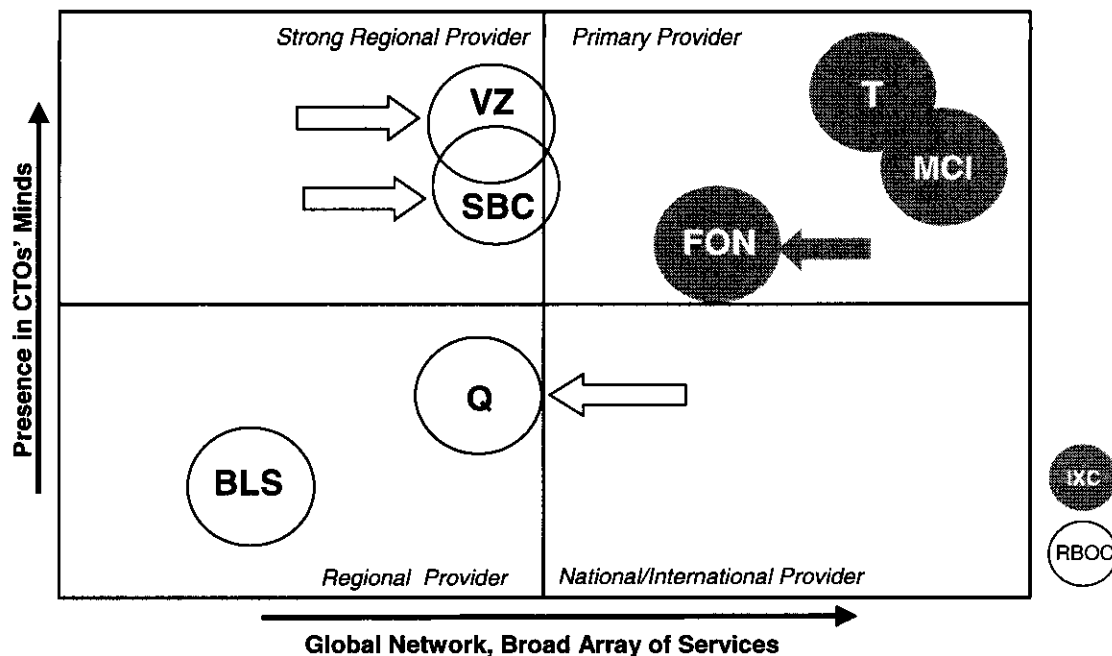 Strong Regional Provider
Primary Provider
VZ
T
SBC
MCI
FON
Presence in CTOs' Minds
Q
BLS
IXC
RBOC
Regional Provider
National/International Provider
Global Network, Broad Array of Services